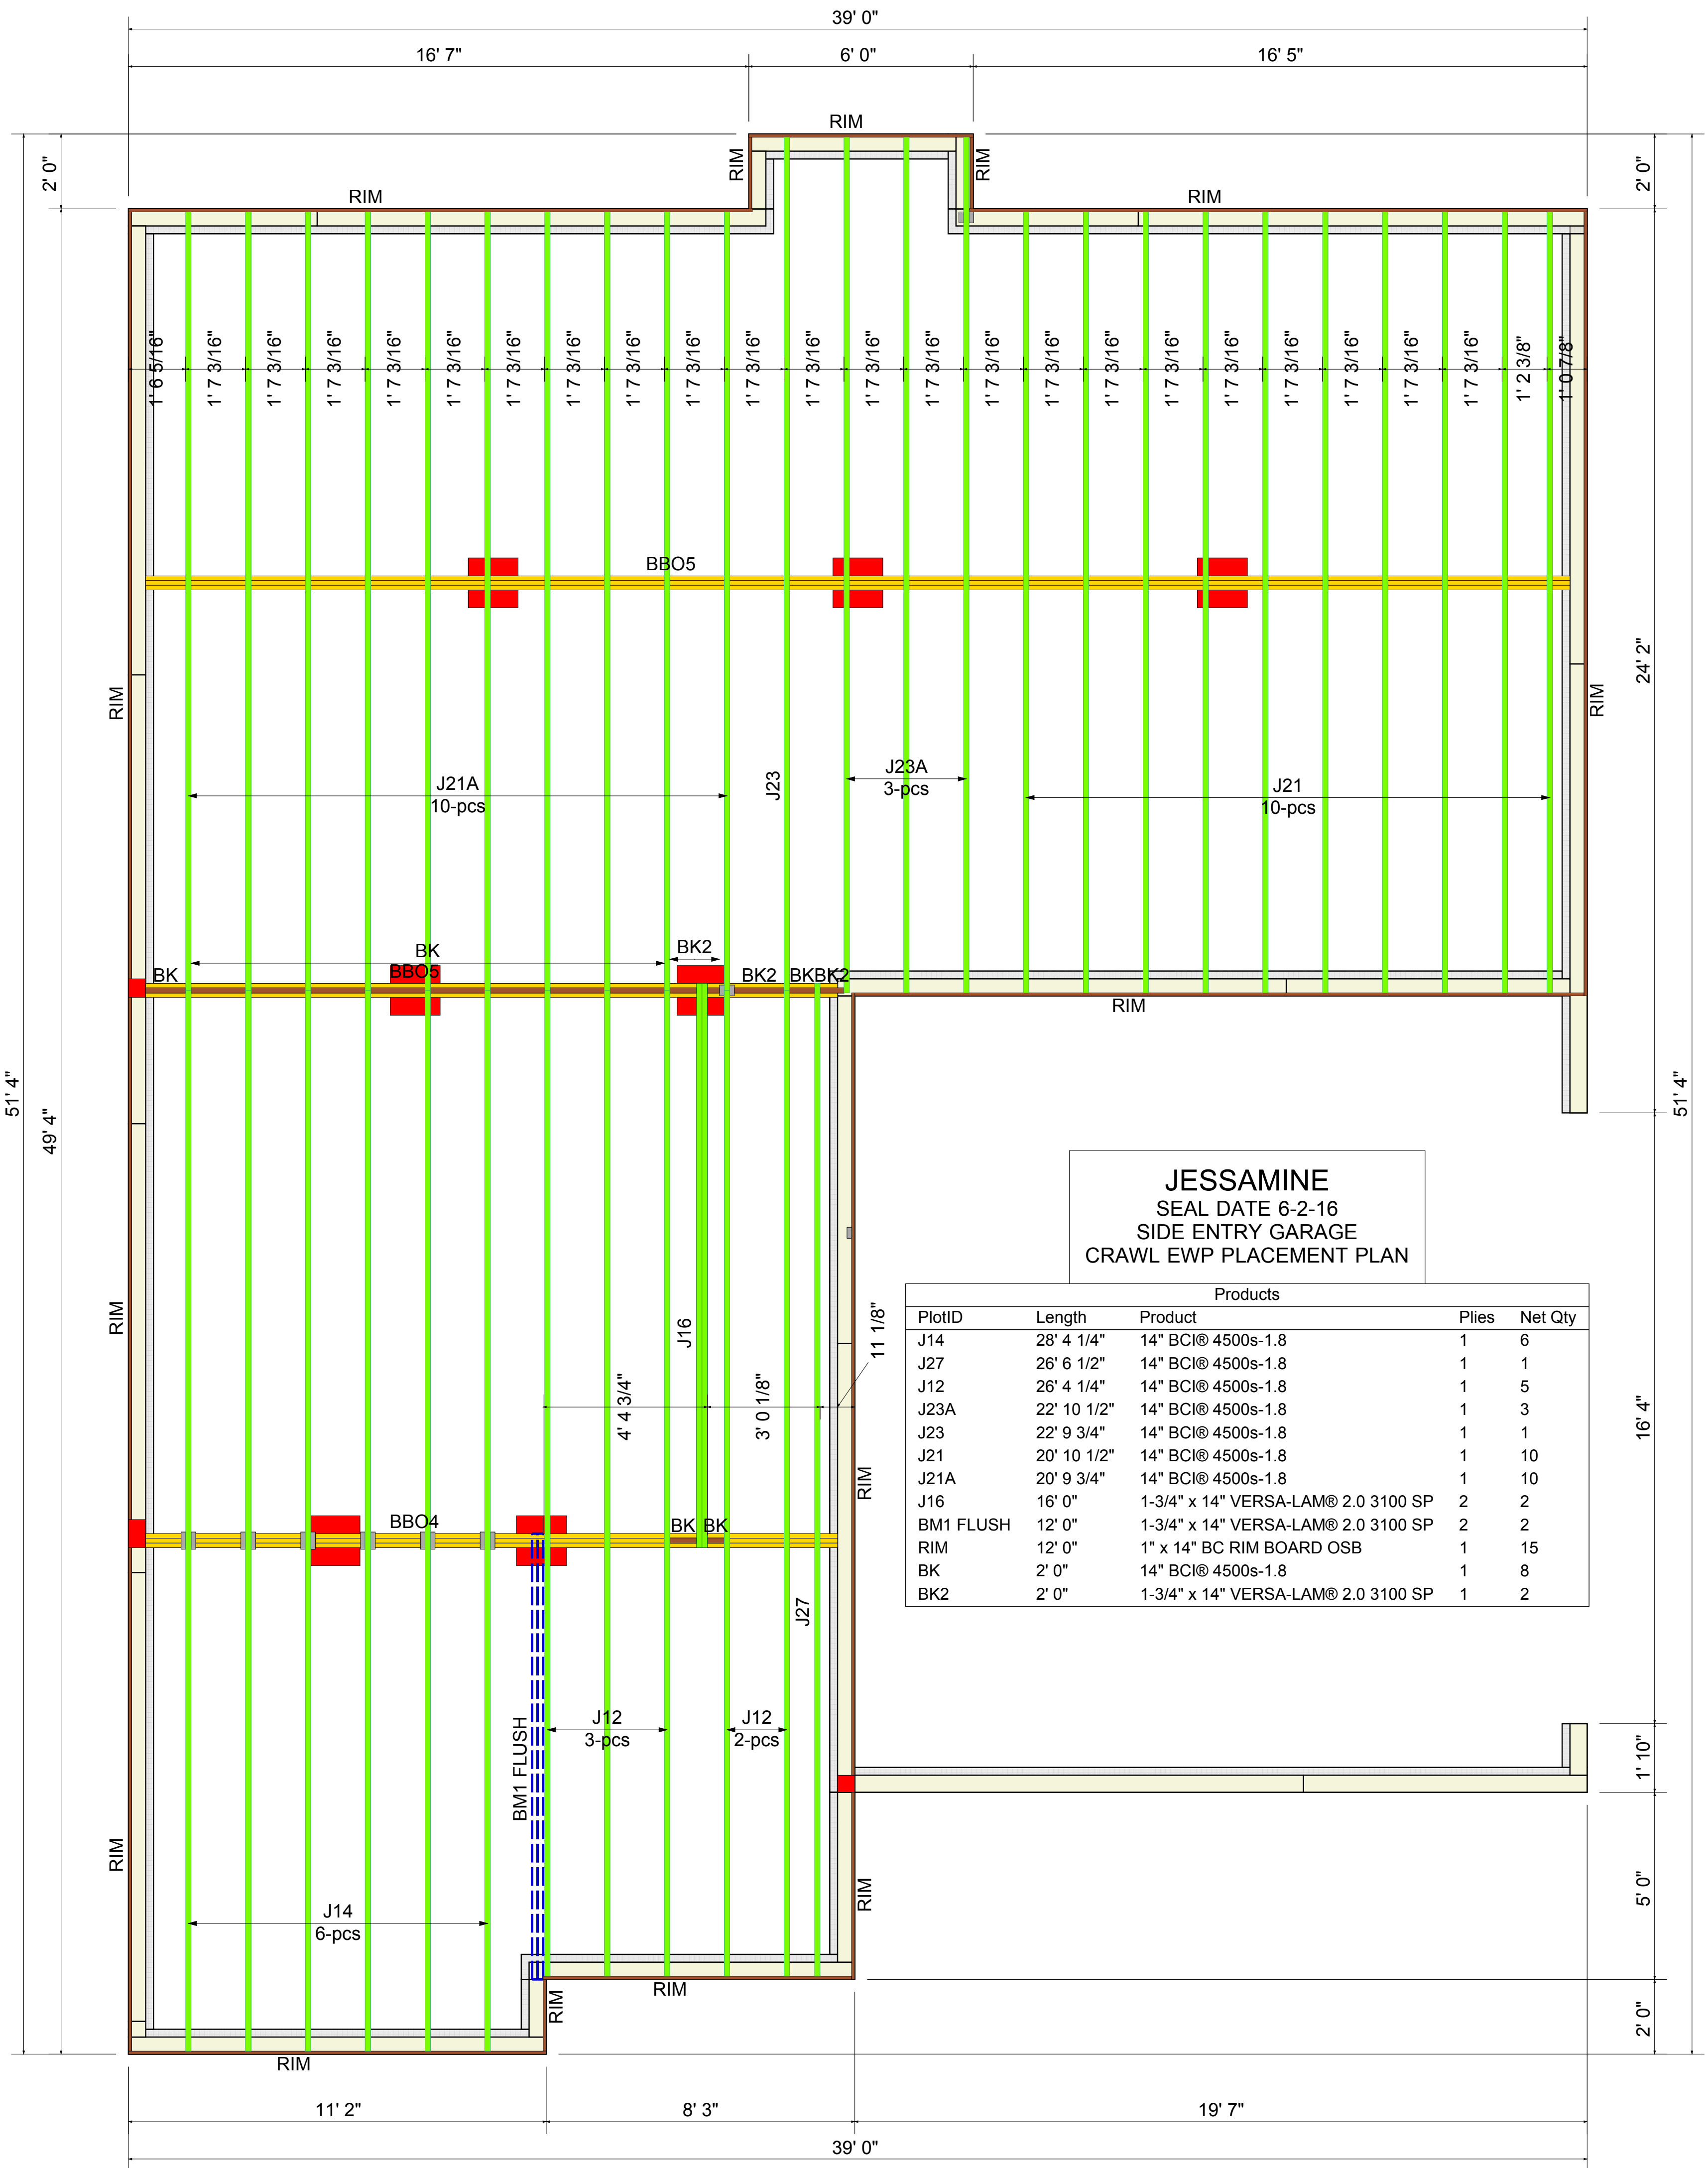 39' 0"
16' 7" 6' 0" 16' 5"
RIM
RIM RIM
2' 0" 2' 0"
RIM RIM
1' 6 5/16" 1' 7 3/16" 1' 7 3/16" 1' 7 3/16" 1' 7 3/16" 1' 7 3/16" 1' 7 3/16" 1' 7 3/16" 1' 7 3/16" 1' 7 3/16" 1' 7 3/16" 1' 7 3/16" 1' 7 3/16" 1' 7 3/16" 1' 7 3/16" 1' 7 3/16" 1' 7 3/16" 1' 7 3/16" 1' 7 3/16" 1' 7 3/16" 1' 7 3/16" 1' 7 3/16" 1' 7 3/16" 1' 2 3/8" 1' 0 7/8"
BBO5
24' 2"
RIM RIM
J21A
10-pcs
J23
J23A
3-pcs
J21
10-pcs
BK BK2
BK BBO5 BK2 BK BK2
RIM
51' 4" 49' 4" 51' 4"
JESSAMINE
SEAL DATE 6-2-16
SIDE ENTRY GARAGE
CRAWL EWP PLACEMENT PLAN
Products
PlotID Length Product Plies Net Qty
J14 28' 4 1/4" 14" BCI® 4500s-1.8 1 6
J27 26' 6 1/2" 14" BCI® 4500s-1.8 1 1
J12 26' 4 1/4" 14" BCI® 4500s-1.8 1 5
J23A 22' 10 1/2" 14" BCI® 4500s-1.8 1 3
J23 22' 9 3/4" 14" BCI® 4500s-1.8 1 1
J21 20' 10 1/2" 14" BCI® 4500s-1.8 1 10
J21A 20' 9 3/4" 14" BCI® 4500s-1.8 1 10
J16 16' 0" 1-3/4" x 14" VERSA-LAM® 2.0 3100 SP 2 2
BM1 FLUSH 12' 0" 1-3/4" x 14" VERSA-LAM® 2.0 3100 SP 2 2
RIM 12' 0" 1" x 14" BC RIM BOARD OSB 1 15
BK 2' 0" 14" BCI® 4500s-1.8 1 8
BK2 2' 0" 1-3/4" x 14" VERSA-LAM® 2.0 3100 SP 1 2
RIM
J16
11 1/8"
4' 4 3/4" 3' 0 1/8"
16' 4"
RIM
BBO4 BK BK
J27
J12
3-pcs
J12
2-pcs
BM1 FLUSH
1' 10"
RIM
RIM
5' 0"
J14
6-pcs
RIM
RIM
2' 0"
RIM
11' 2" 8' 3" 19' 7"
39' 0"